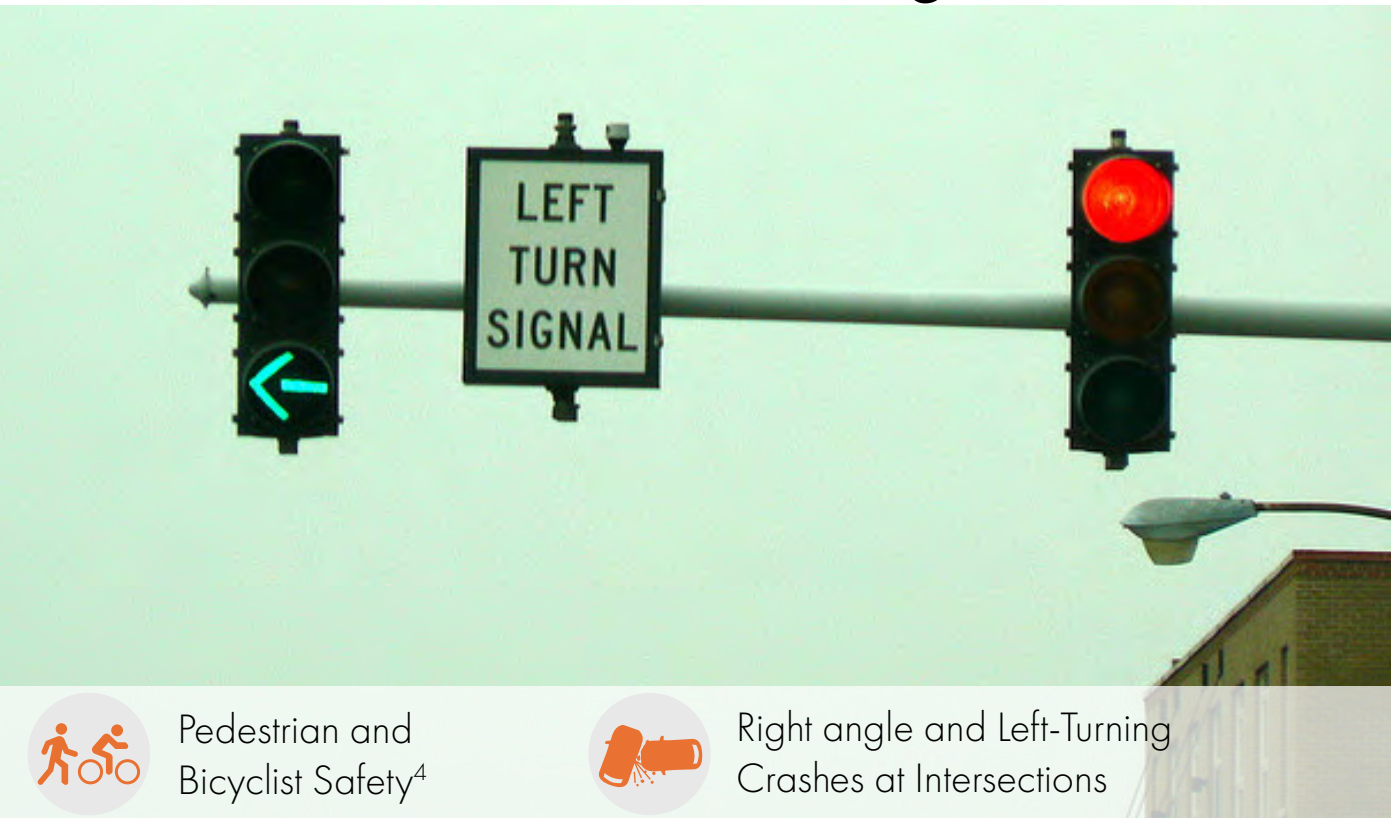 LEFT
TURN
SIGNAL
Pedestrian and
Bicyclist Safety4
Right angle and Left-Turning
Crashes at Intersections